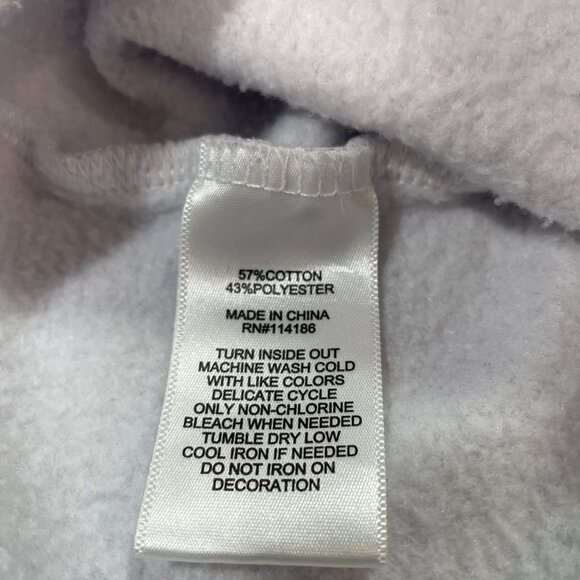 57%COTTON
43%POLYESTER
MADE IN CHINA
RN#114186
TURN INSIDE OUT
MACHINE WASH COLD
WITH LIKE COLORS
DELICATE CYCLE
ONLY NON-CHLORINE
BLEACH WHEN NEEDED
TUMBLE DRY LOW
COOL IRON IF NEEDED
DO NOT IRON ON
DECORATION